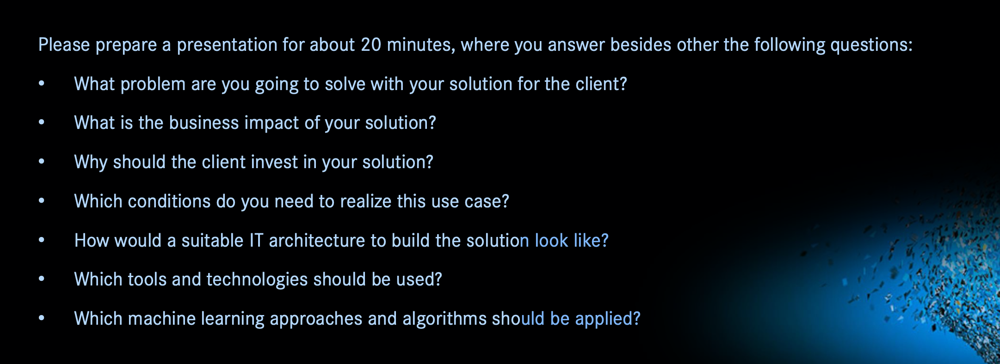 Please prepare a presentation for about 20 minutes, where you answer besides other the following questions:
• What problem are you going to solve with your solution for the client?
• What is the business impact of your solution?
• Why should the client invest in your solution?
• Which conditions do you need to realize this use case?
• How would a suitable IT architecture to build the solution look like?
• Which tools and technologies should be used?
• Which machine learning approaches and algorithms should be applied?